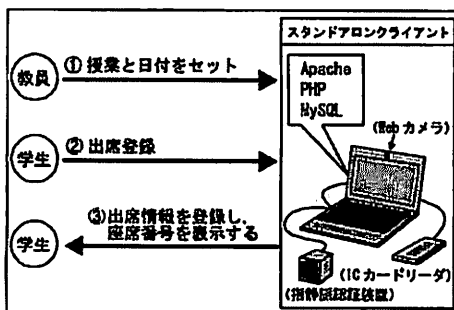 スタンドアロンクライアント
教員
①授業と日付をセット
Apache
PHP
MySQL
(Webカメラ)
学生
②出席登録
学生
③出席情報を登録し,
座席番号を表示する
(ICカードリーダ)
(指静脈認証装置)